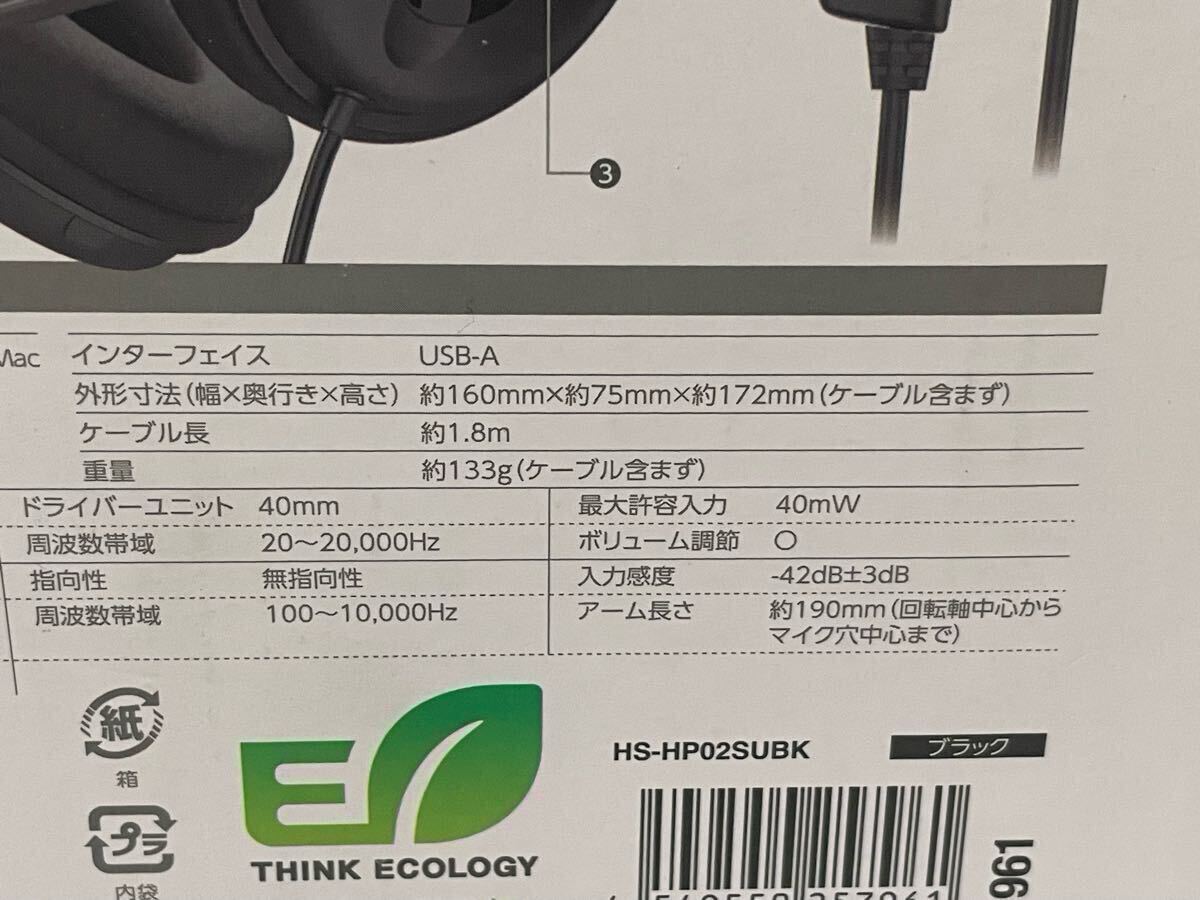 3
Mac
インターフェイス USB-A
外形寸法（幅×奥行き×高さ） 約160mm×約75mm×約172mm（ケーブル含まず）
ケーブル長 約1.8m
重量 約133g（ケーブル含まず）
ドライバーユニット 40mm 最大許容入力 40mW
周波数帯域 20〜20,000Hz ボリューム調節 〇
指向性 無指向性 入力感度 -42dB±3dB
周波数帯域 100〜10,000Hz アーム長さ 約190mm（回転軸中心から
マイク穴中心まで）
紙
箱
プラ
内袋
THINK ECOLOGY
HS-HP02SUBK
ブラック
961